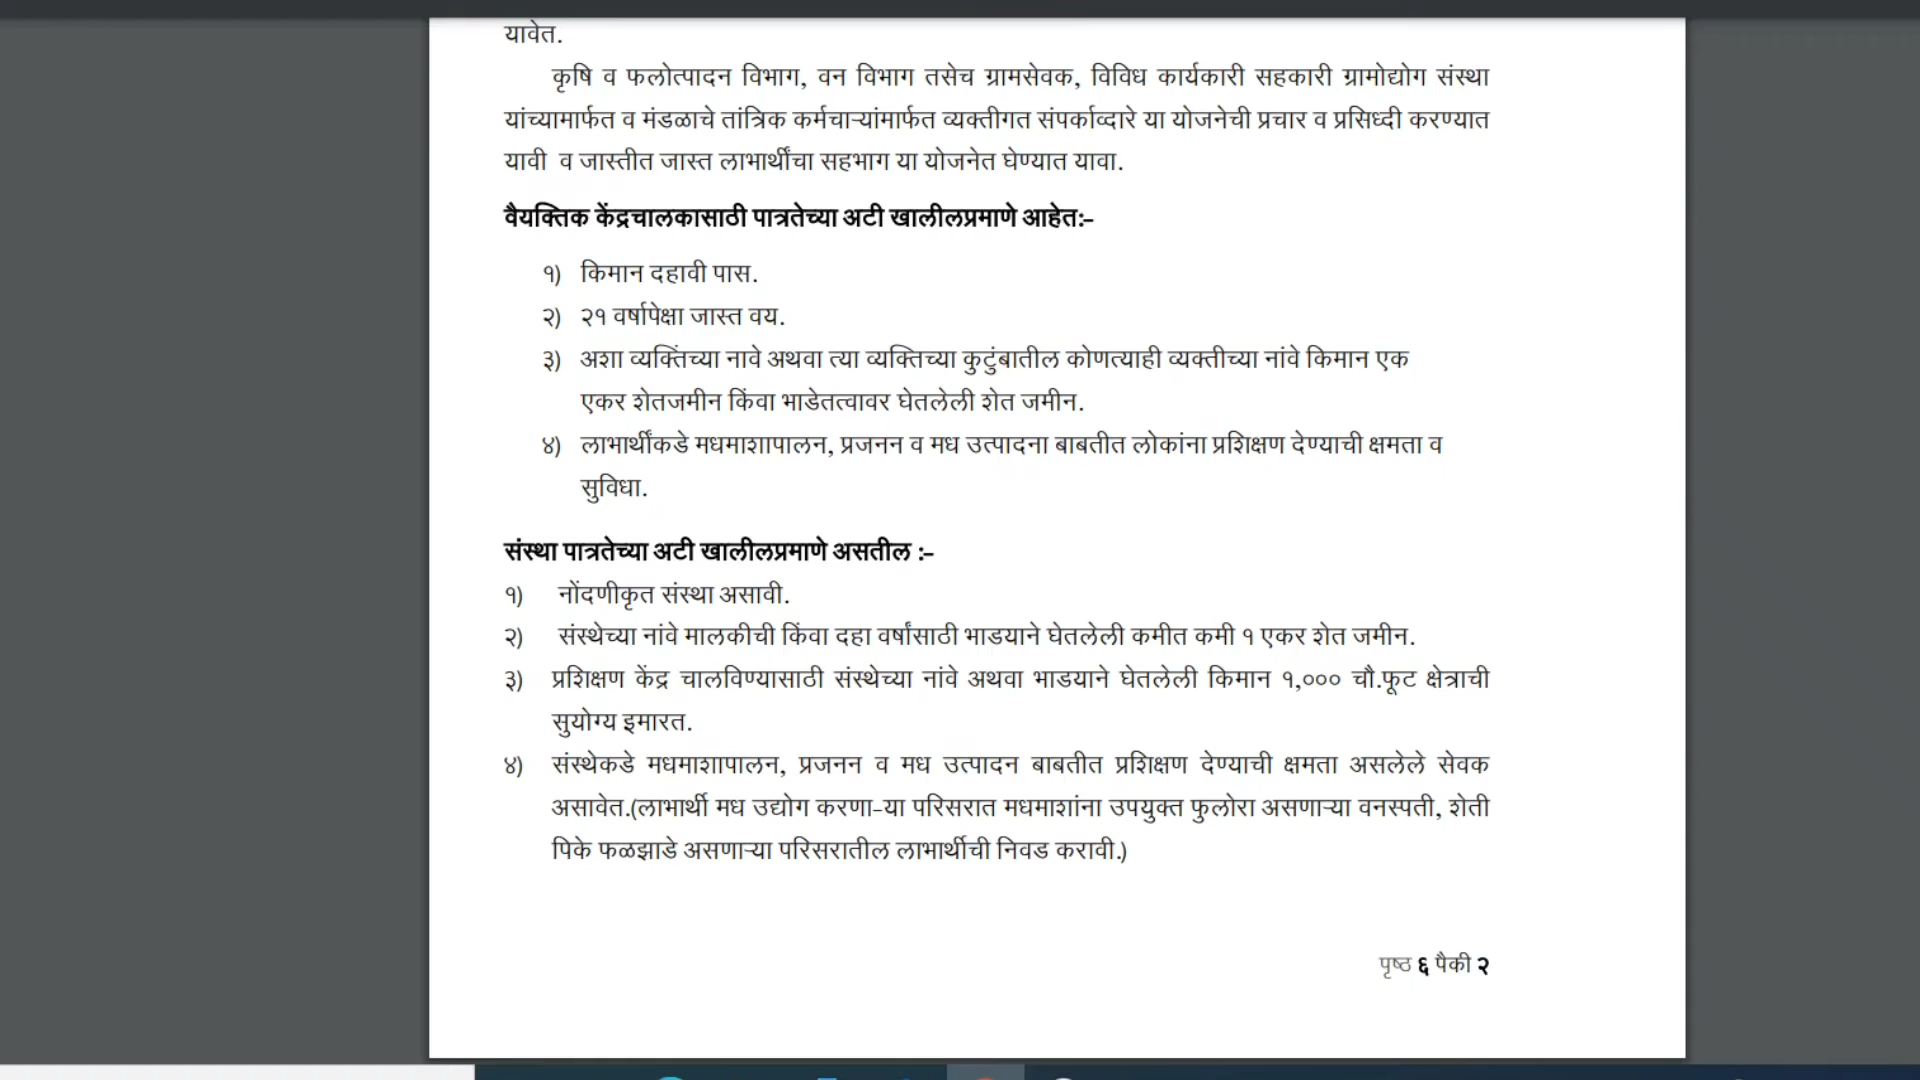 यावेत.
कृषि व फलोत्पादन विभाग, वन विभाग तसेच ग्रामसेवक, विविध कार्यकारी सहकारी ग्रामोद्योग संस्था
यांच्यामार्फत व मंडळाचे तांत्रिक कर्मचाऱ्यांमार्फत व्यक्तीगत संपर्काव्दारे या योजनेची प्रचार व प्रसिध्दी करण्यात
यावी व जास्तीत जास्त लाभार्थींचा सहभाग या योजनेत घेण्यात यावा.
वैयक्तिक केंद्रचालकासाठी पात्रतेच्या अटी खालीलप्रमाणे आहेत:-
१) किमान दहावी पास.
२) २१ वर्षापेक्षा जास्त वय.
३) अशा व्यक्तिंच्या नावे अथवा त्या व्यक्तिच्या कुटुंबातील कोणत्याही व्यक्तीच्या नांवे किमान एक
एकर शेतजमीन किंवा भाडेतत्वावर घेतलेली शेत जमीन.
४) लाभार्थीकडे मधमाशापालन, प्रजनन व मध उत्पादना बाबतीत लोकांना प्रशिक्षण देण्याची क्षमता व
सुविधा.
संस्था पात्रतेच्या अटी खालीलप्रमाणे असतील :-
१) नोंदणीकृत संस्था असावी.
२) संस्थेच्या नांवे मालकीची किंवा दहा वर्षांसाठी भाडयाने घेतलेली कमीत कमी १ एकर शेत जमीन.
३) प्रशिक्षण केंद्र चालविण्यासाठी संस्थेच्या नांवे अथवा भाडयाने घेतलेली किमान १,००० चौ.फूट क्षेत्राची
सुयोग्य इमारत.
४) संस्थेकडे मधमाशापालन, प्रजनन व मध उत्पादन बाबतीत प्रशिक्षण देण्याची क्षमता असलेले सेवक
असावेत.(लाभार्थी मध उद्योग करणा-या परिसरात मधमाशांना उपयुक्त फुलोरा असणाऱ्या वनस्पती, शेती
पिके फळझाडे असणाऱ्या परिसरातील लाभार्थीची निवड करावी.)
पृष्ठ ६ पैकी २